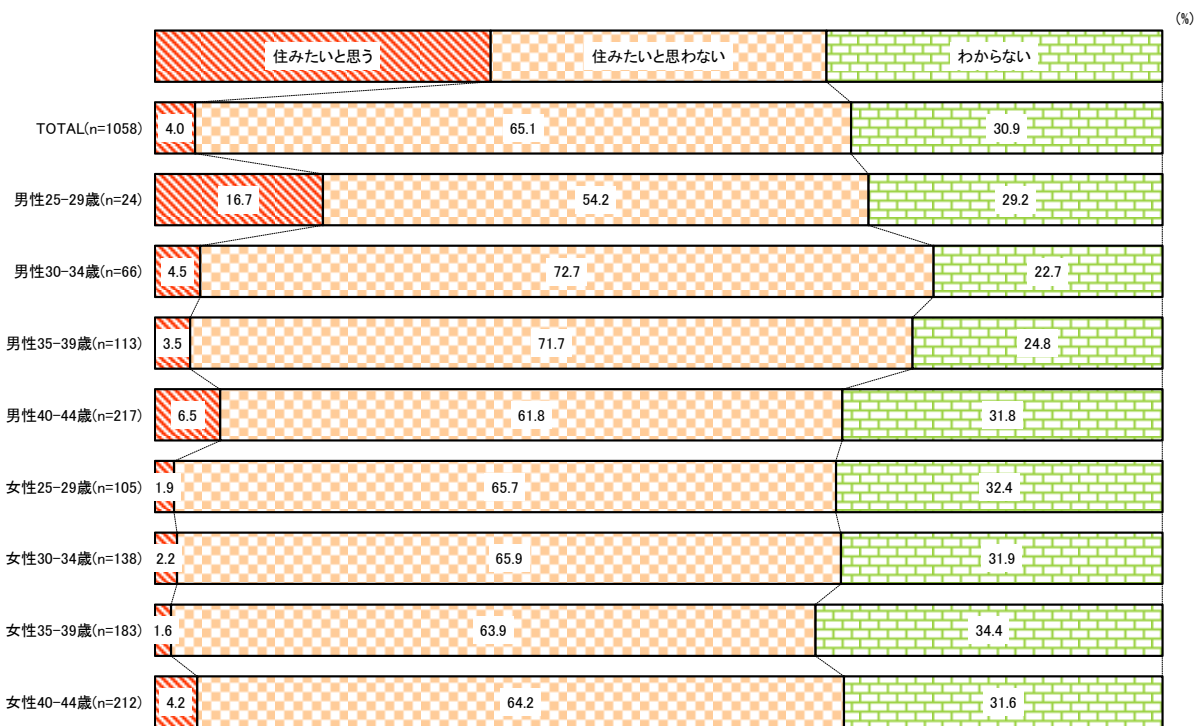 (%)
住みたいと思う 住みたいと思わない わからない
TOTAL(n=1058) 4.0 65.1 30.9
男性25-29歳(n=24) 16.7 54.2 29.2
男性30-34歳(n=66) 4.5 72.7 22.7
男性35-39歳(n=113) 3.5 71.7 24.8
男性40-44歳(n=217) 6.5 61.8 31.8
女性25-29歳(n=105) 1.9 65.7 32.4
女性30-34歳(n=138) 2.2 65.9 31.9
女性35-39歳(n=183) 1.6 63.9 34.4
女性40-44歳(n=212) 4.2 64.2 31.6